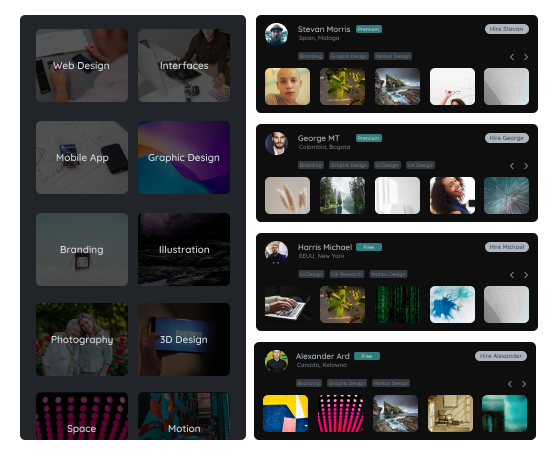 Web Design
Interfaces
Mobile App
Graphic Design
Branding
Illustration
Photography
3D Design
Space
Motion
Stevan Morris Premium
Spain, Malaga
Hire Stevan
Branding Graphic Design Motion Design
George MT Premium
Colombia, Bogota
Hire George
Branding Graphic Design UI Design UX Design
Harris Michael Free
EEUU, New York
Hire Michael
UI Design UX Research Motion Design
Alexander Ard Free
Canada, Kelowna
Hire Alexander
Branding Graphic Design Motion Design